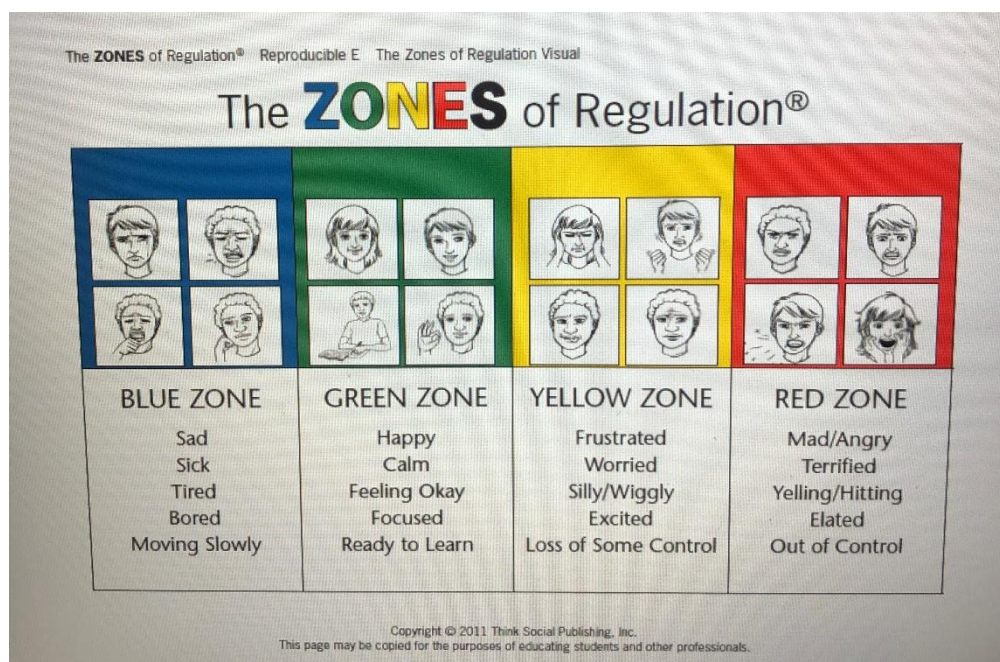 The ZONES of Regulation® Reproducible E The Zones of Regulation Visual
The ZONES of Regulation®
BLUE ZONE
Sad
Sick
Tired
Bored
Moving Slowly
GREEN ZONE
Happy
Calm
Feeling Okay
Focused
Ready to Learn
YELLOW ZONE
Frustrated
Worried
Silly/Wiggly
Excited
Loss of Some Control
RED ZONE
Mad/Angry
Terrified
Yelling/Hitting
Elated
Out of Control
Copyright © 2011 Think Social Publishing, Inc.
This page may be copied for the purposes of educating students and other professionals.